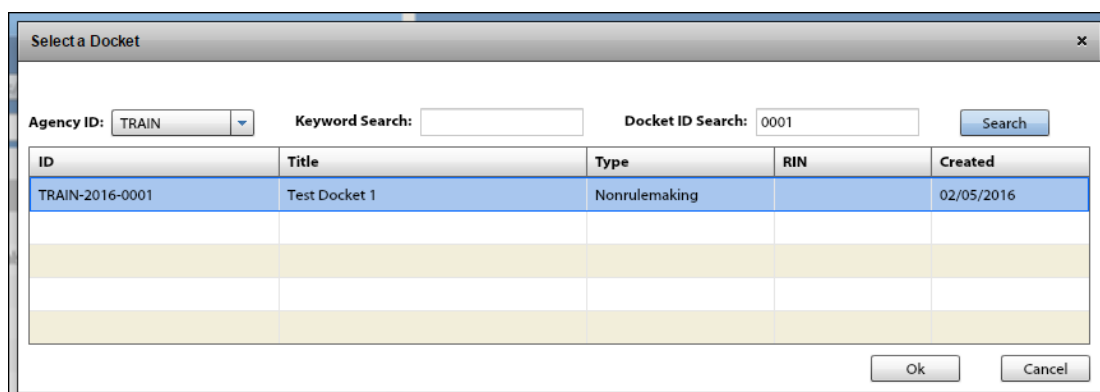 Select a Docket x
Agency ID: TRAIN Keyword Search: Docket ID Search: 0001 Search
ID Title Type RIN Created
TRAIN-2016-0001 Test Docket 1 Nonrulemaking 02/05/2016
Ok Cancel